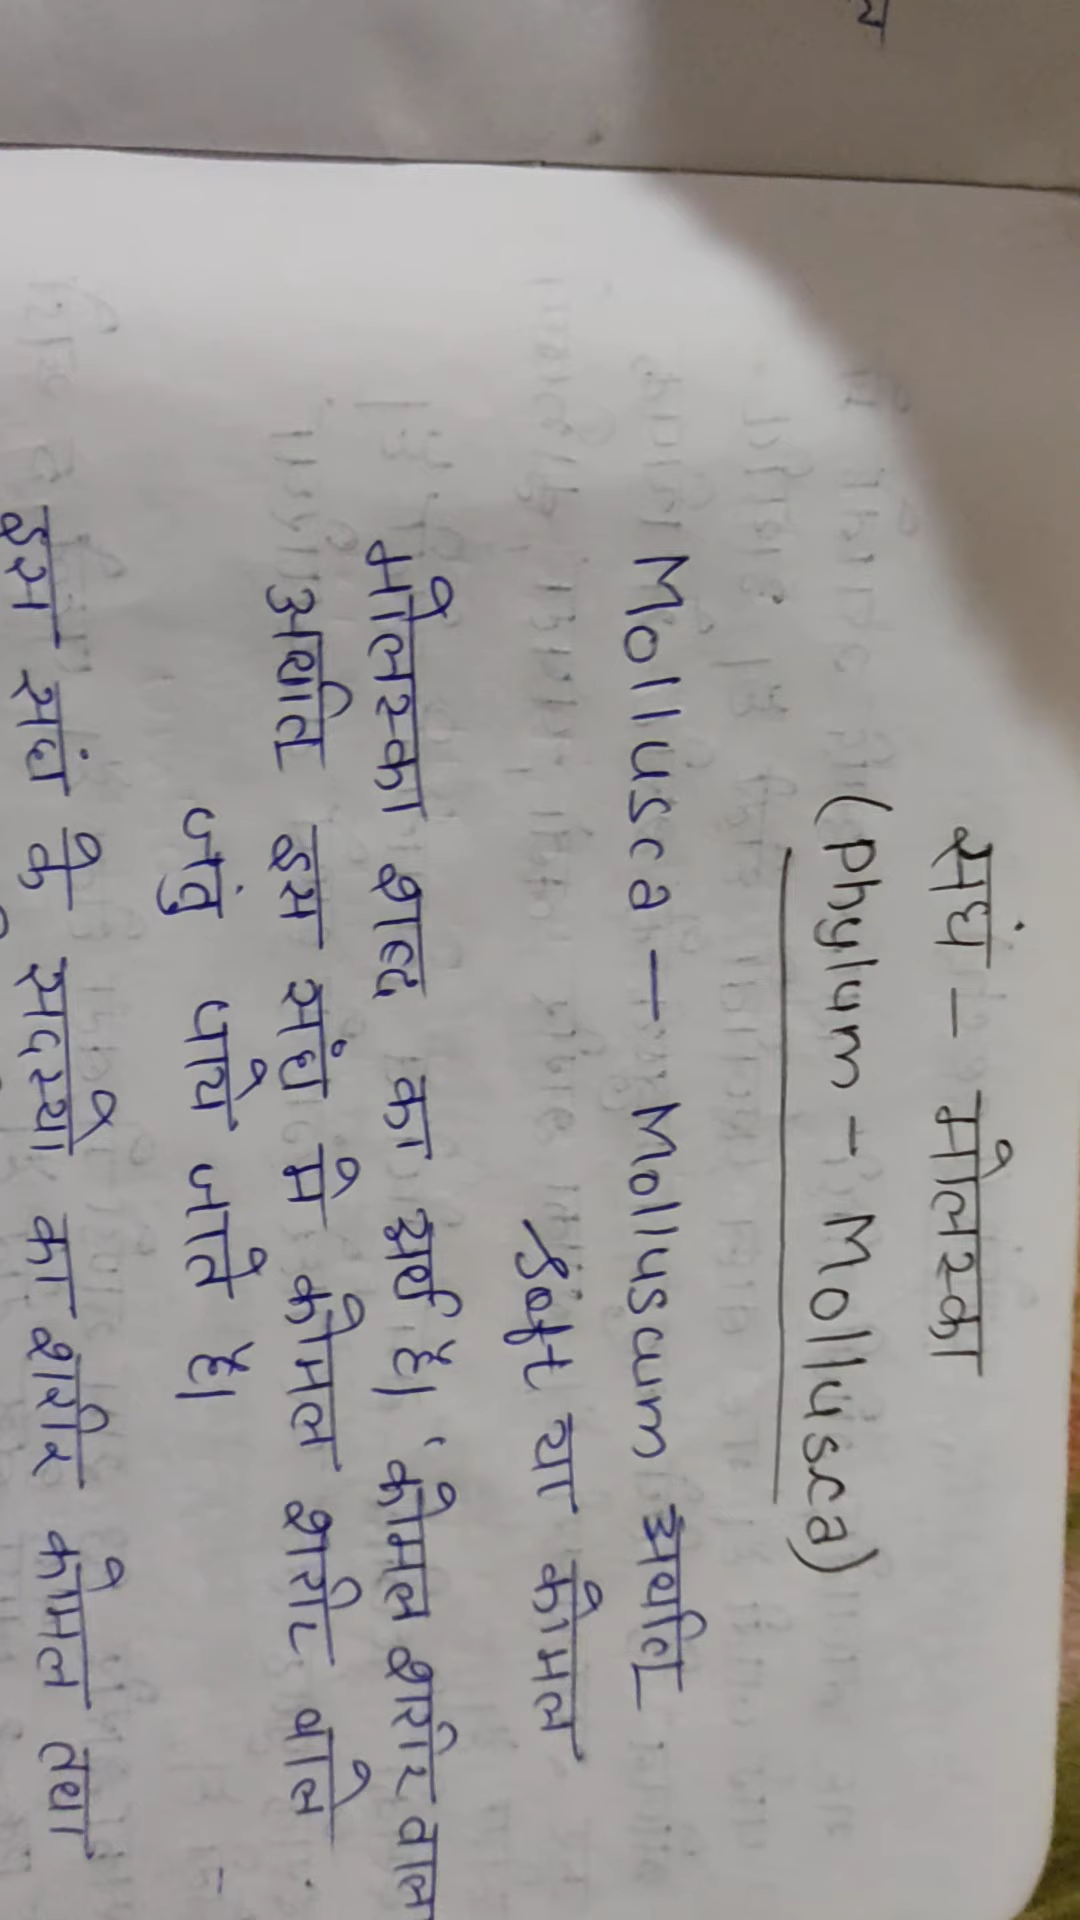 संघ - मोलस्का
(Phylum - Mollusca)
Mollusca — Molluscum अर्थात
Soft या कोमल
मोलस्का शब्द का अर्थ है। ‘कोमल शरीर वाल
अर्थात इस संघ मे कोमल शरीर वाले
जंतु पाये जाते है।
इस संघ के सदस्यो का शरीर कोमल तथा